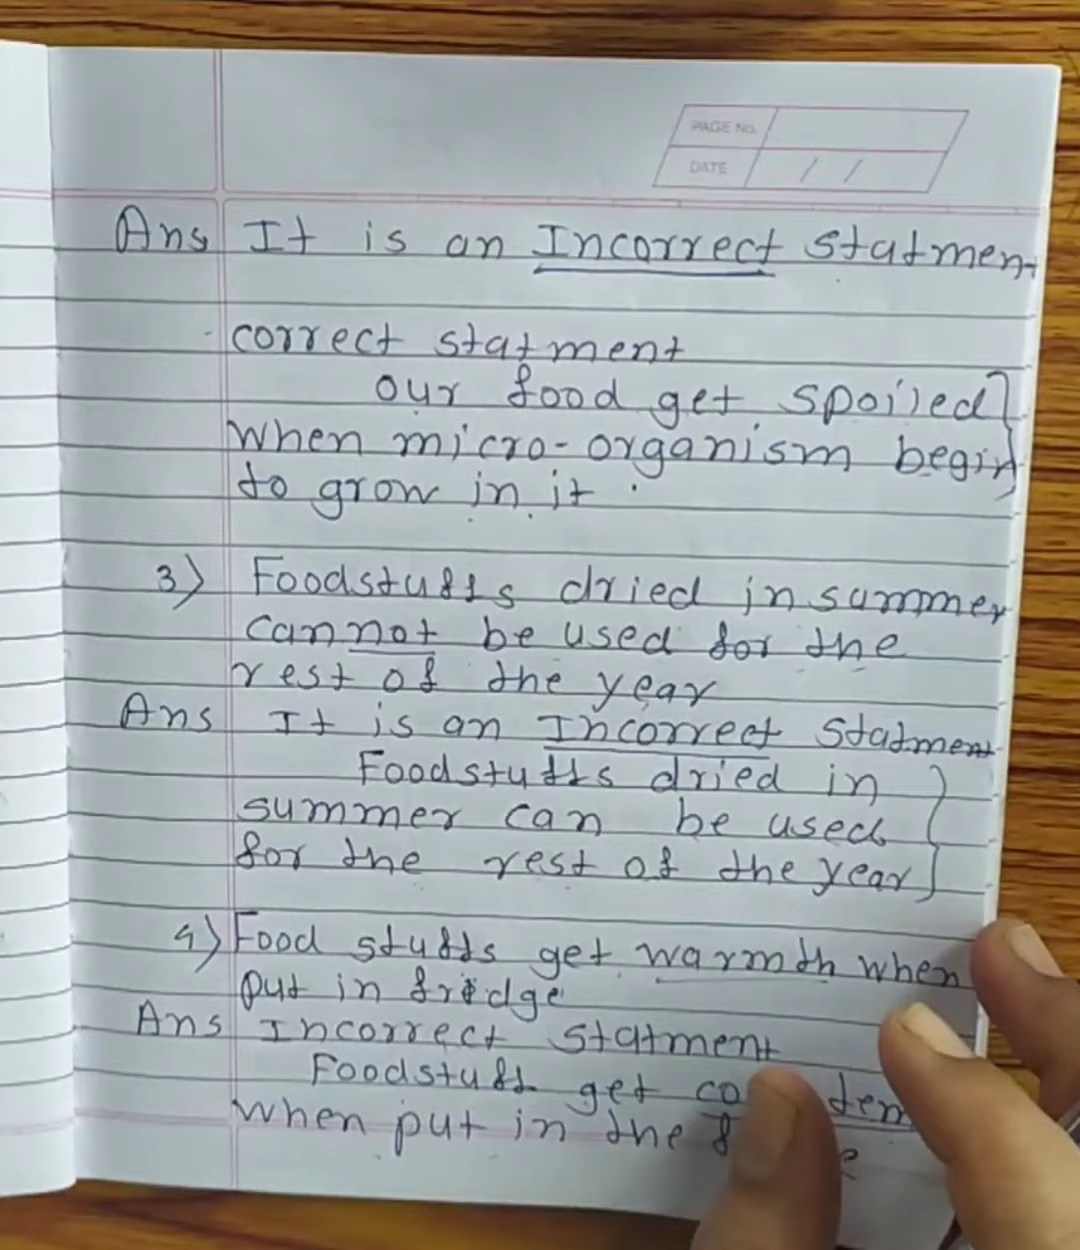 PAGE No.
DATE / /
Ans It is an Incorrect statmen
correct statment
our food get spoiled
when micro-organism begin
to grow in it.
3) Foodstuffs dried in summer
cannot be used for the
rest of the year
Ans It is an Incorrect statment
Foodstuffs dried in
summer can be used
for the rest of the year
4) Food stuffs get warmth when
put in fridge
Ans Incorrect statment
Foodstuff get
when put in the